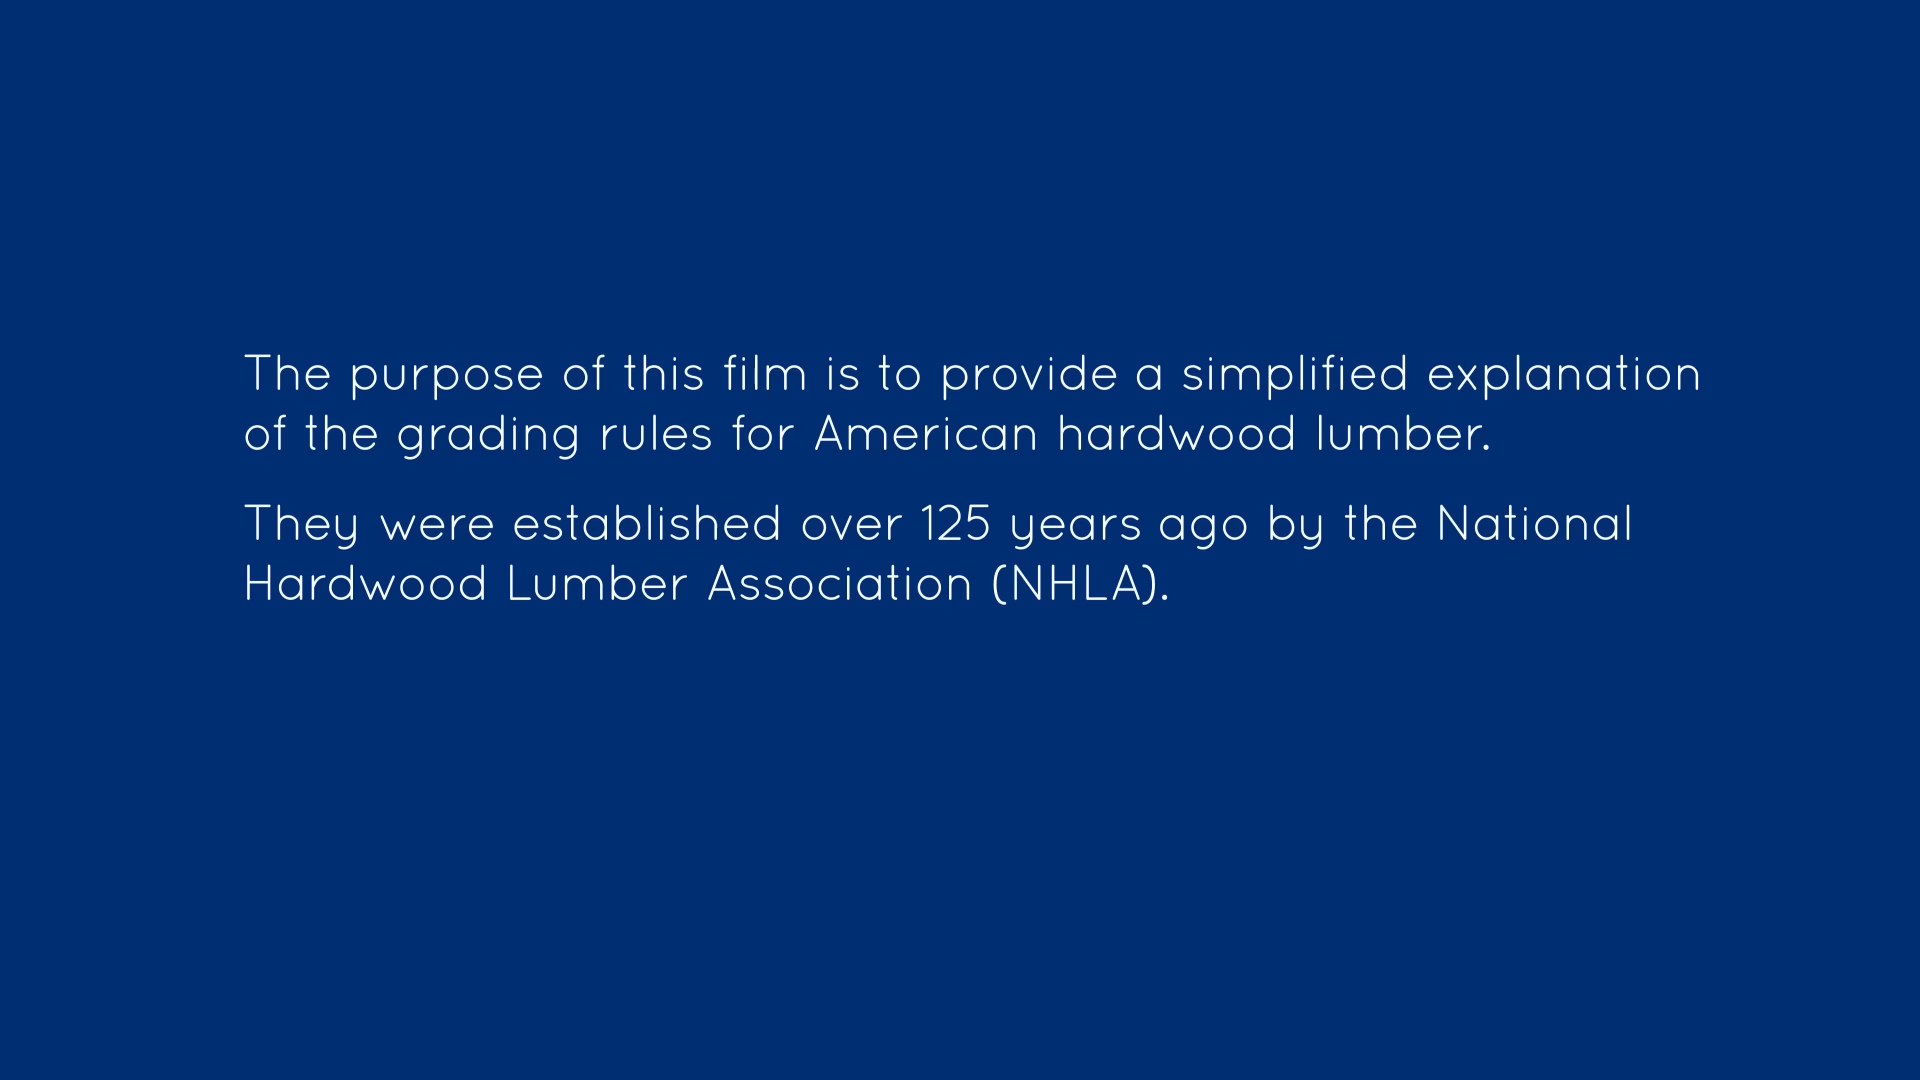 The purpose of this film is to provide a simplified explanation
of the grading rules for American hardwood lumber.
They were established over 125 years ago by the National
Hardwood Lumber Association (NHLA).